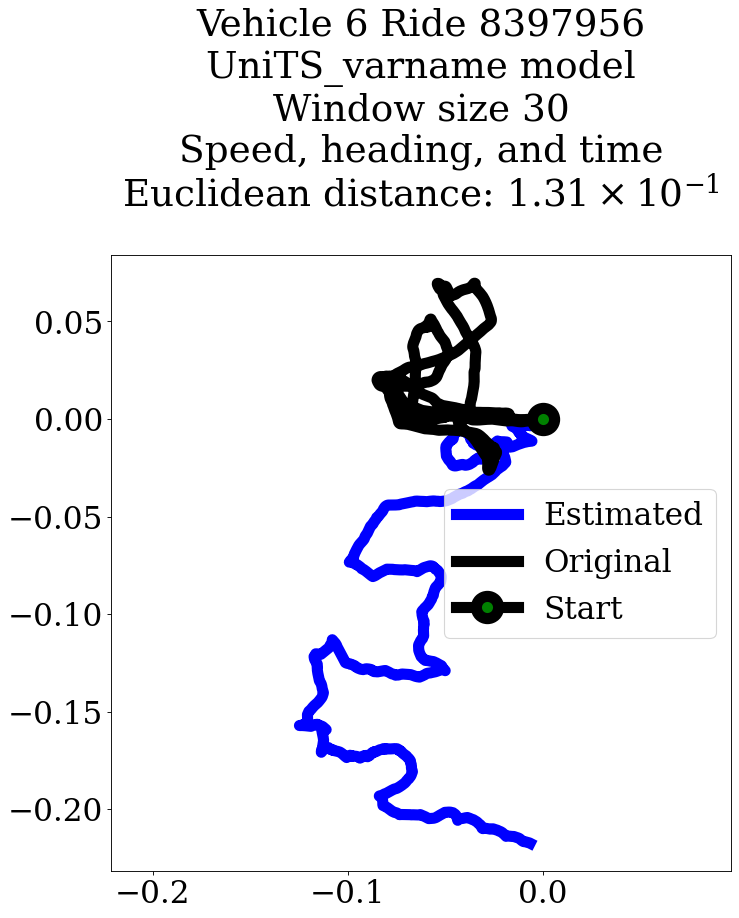 Vehicle 6 Ride 8397956
UniTS_varname model
Window size 30
Speed, heading, and time
Euclidean distance: 1.31 × 10⁻¹
0.05
0.00
−0.05
−0.10
−0.15
−0.20
Estimated
Original
Start
−0.2 −0.1 0.0